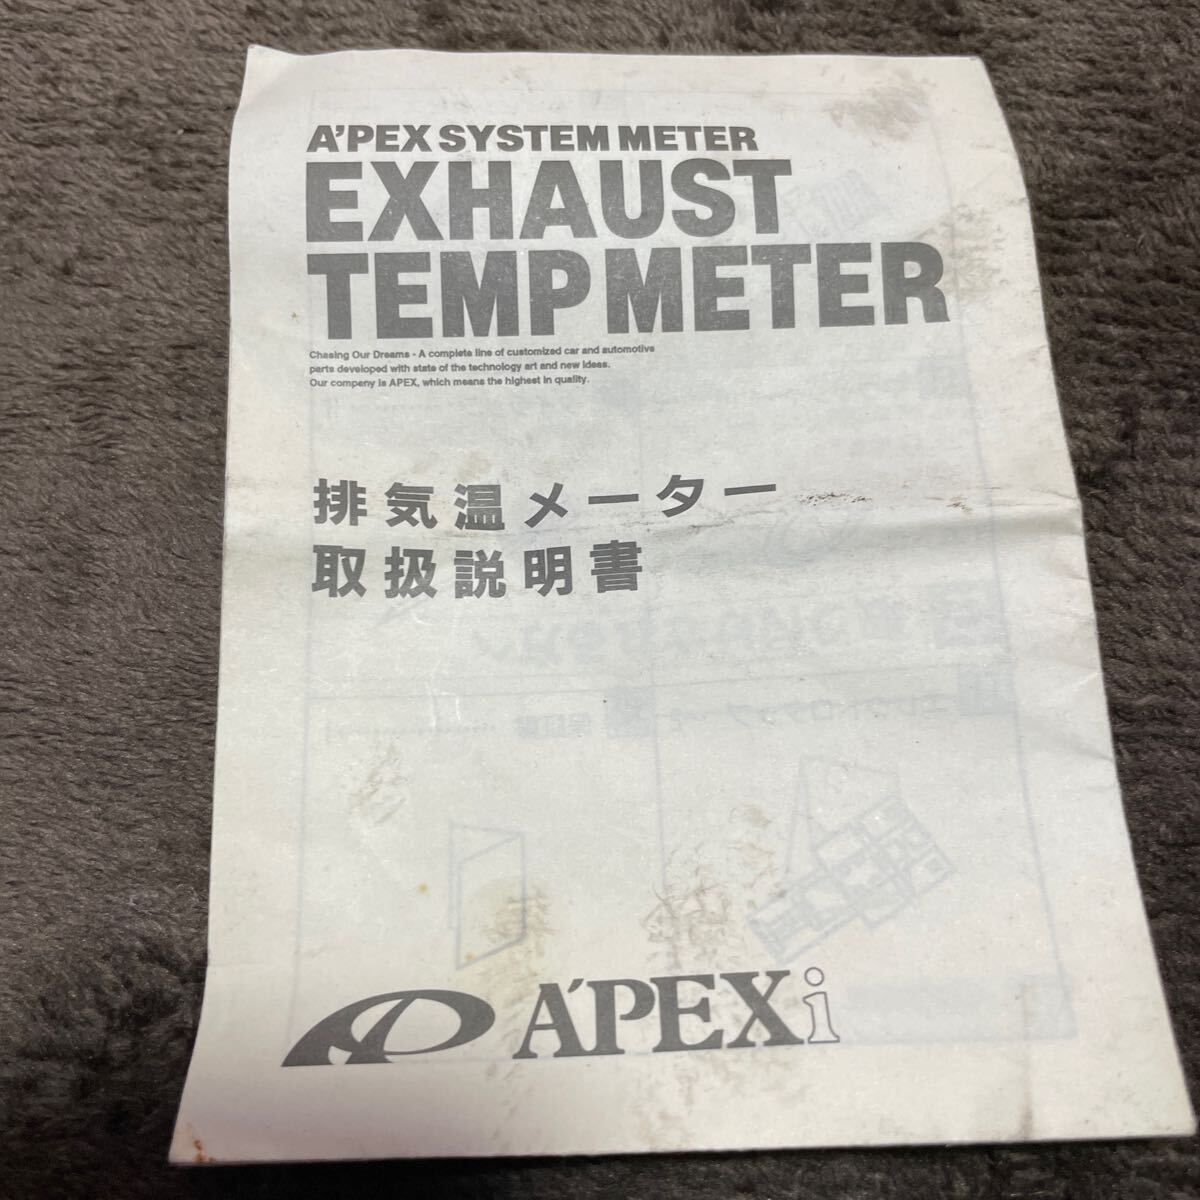 A'PEX SYSTEM METER
EXHAUST
TEMP METER
Chasing Our Dreams - A complete line of customized car and automotive
parts developed with state of the technology art and new ideas.
Our company is APEX, which means the highest in quality.
排気温メーター
取扱説明書
A'PEXi